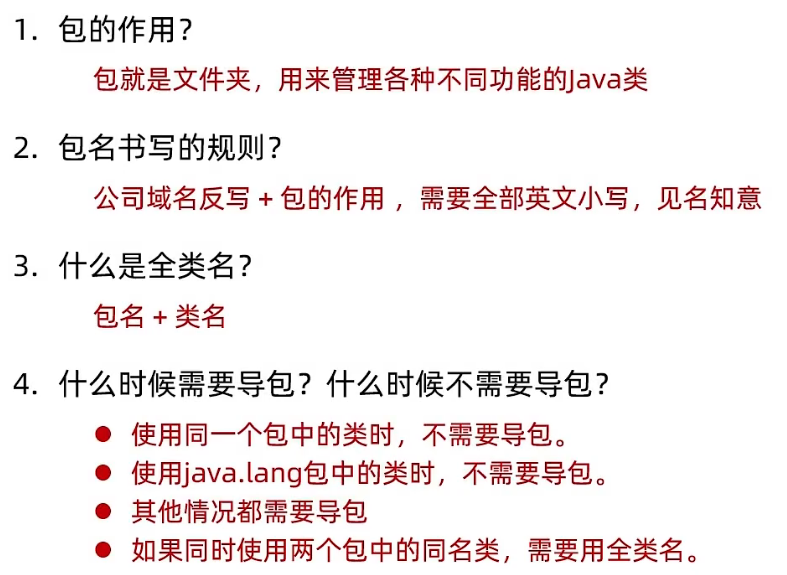 1. 包的作用？
包就是文件夹，用来管理各种不同功能的Java类
2. 包名书写的规则？
公司域名反写 + 包的作用 ，需要全部英文小写，见名知意
3. 什么是全类名？
包名 + 类名
4. 什么时候需要导包？什么时候不需要导包？
● 使用同一个包中的类时，不需要导包。
● 使用java.lang包中的类时，不需要导包。
● 其他情况都需要导包
● 如果同时使用两个包中的同名类，需要用全类名。